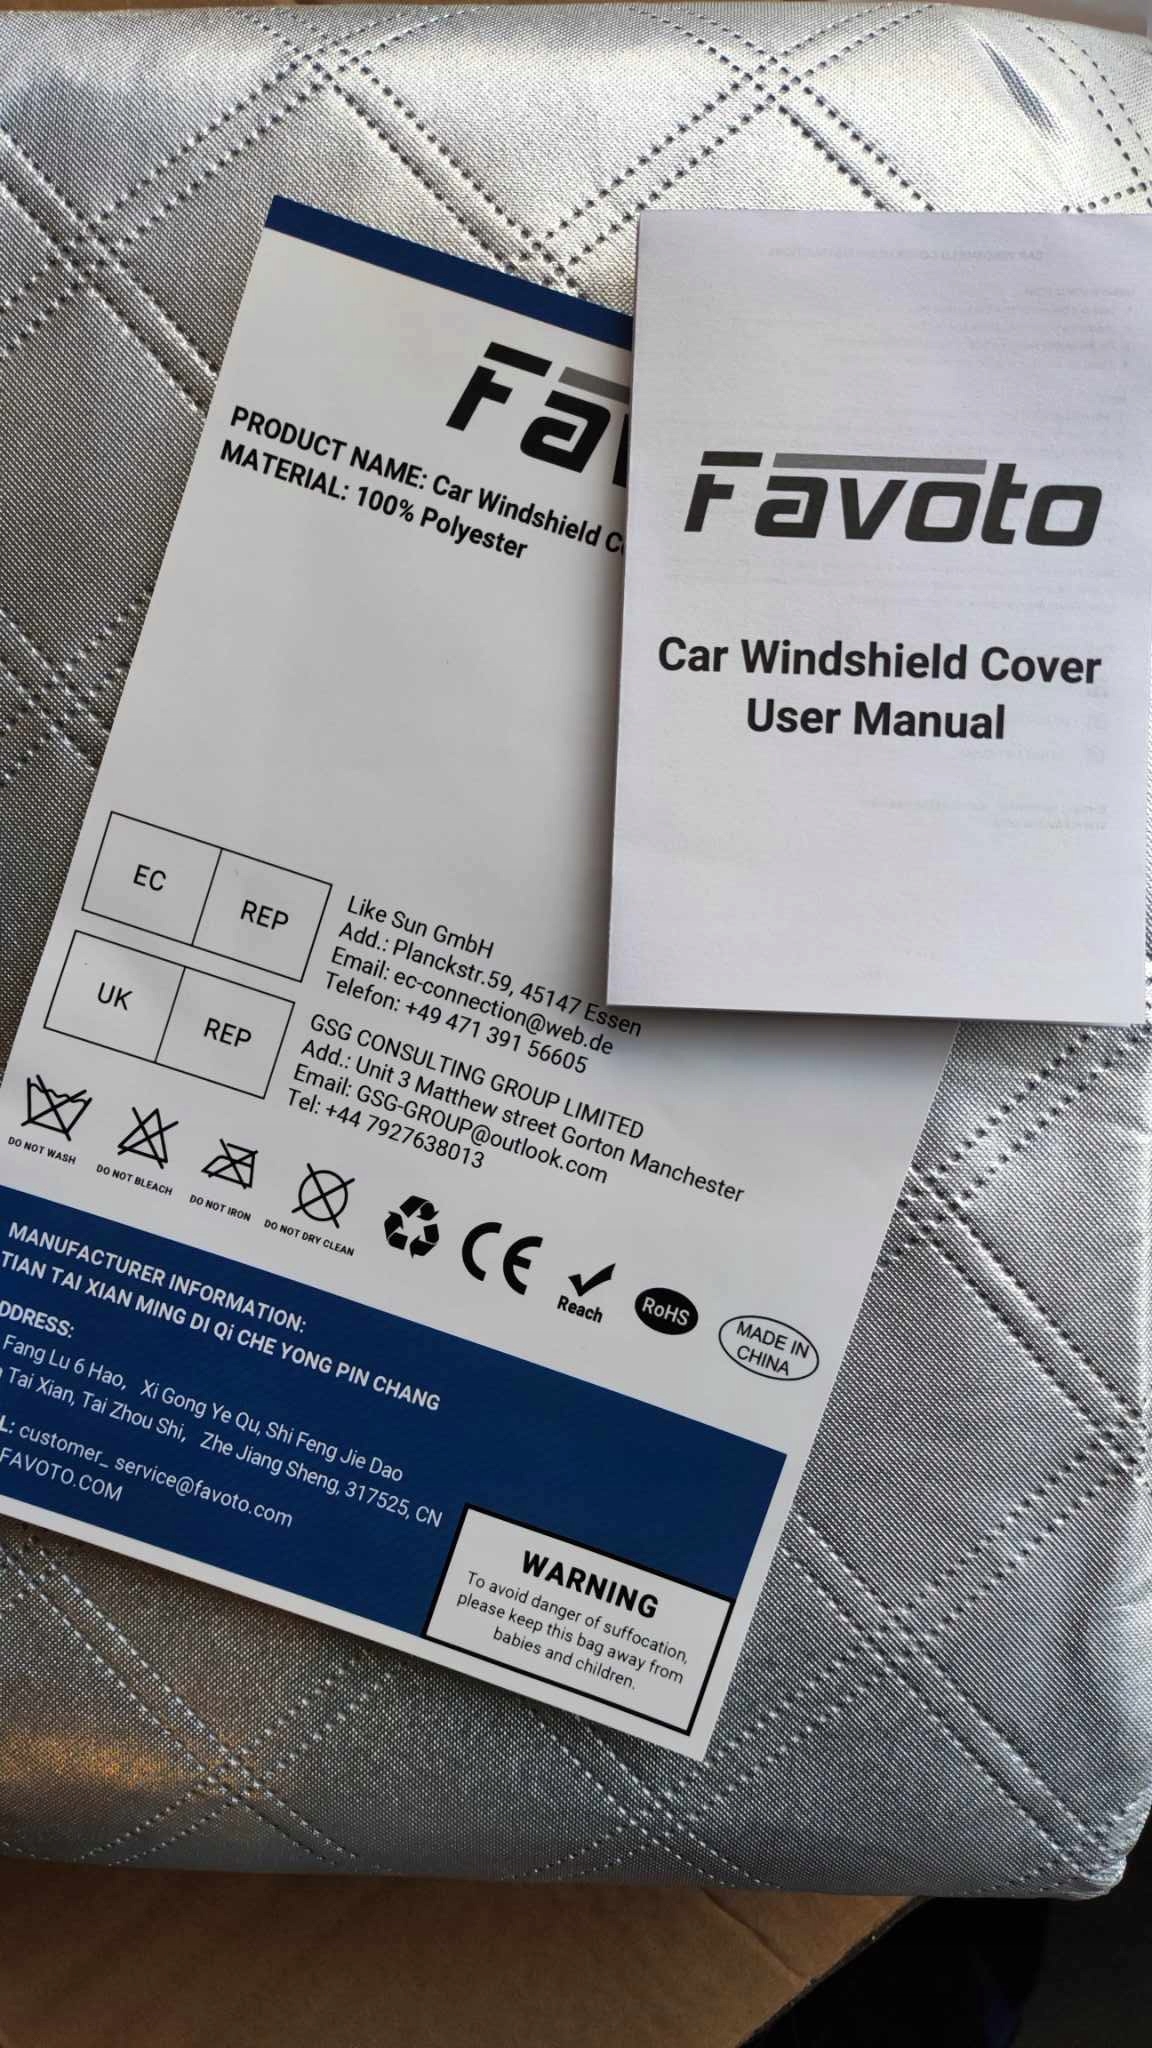 Fav
PRODUCT NAME: Car Windshield
MATERIAL: 100% Polyester
Favoto
Car Windshield Cover
User Manual
EC
REP
Like Sun GmbH
Add.: Planckstr.59, 45147 Essen
Email: ec-connection@web.de
Telefon: +49 471 391 56605
UK
REP
GSG CONSULTING GROUP LIMITED
Add.: Unit 3 Matthew street Gorton Manchester
Email: GSG-GROUP@outlook.com
Tel: +44 7927638013
DO NOT WASH
DO NOT BLEACH
DO NOT IRON
DO NOT DRY CLEAN
CE
Reach
RoHS
MADE IN
CHINA
MANUFACTURER INFORMATION:
TIAN TAI XIAN MING DI Qi CHE YONG PIN CHANG
DDRESS:
Fang Lu 6 Hao, Xi Gong Ye Qu, Shi Feng Jie Dao
Tai Xian, Tai Zhou Shi, Zhe Jiang Sheng, 317525, CN
L: customer_ service@favoto.com
FAVOTO.COM
WARNING
To avoid danger of suffocation,
please keep this bag away from
babies and children.